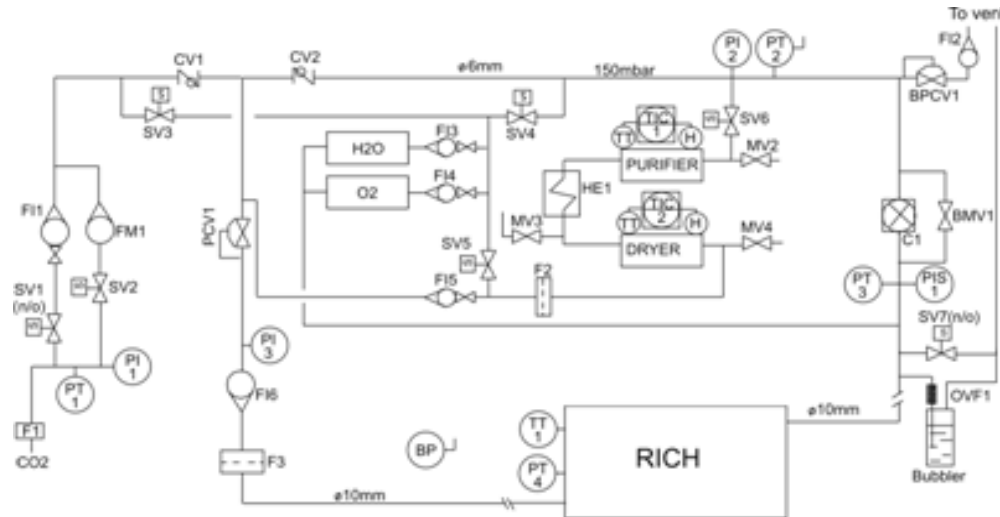 To ven
FI2
CV1
CV2
ø6mm
150mbar
PI
2
PT
2
BPCV1
S
SV3
S
SV4
S
SV6
H2O
FI3
TIC
1
TT
H
PURIFIER
MV2
O2
FI4
HE1
FI1
FM1
PCV1
MV3
TIC
2
TT
H
DRYER
MV4
C1
BMV1
SV1
(n/o)
S
S
SV2
SV5
S
FI5
F2
PT
3
PIS
1
SV7(n/o)
S
PI
1
PT
1
PI
3
FI6
OVF1
ø10mm
F1
CO2
F3
BP
TT
1
PT
4
RICH
Bubbler
ø10mm